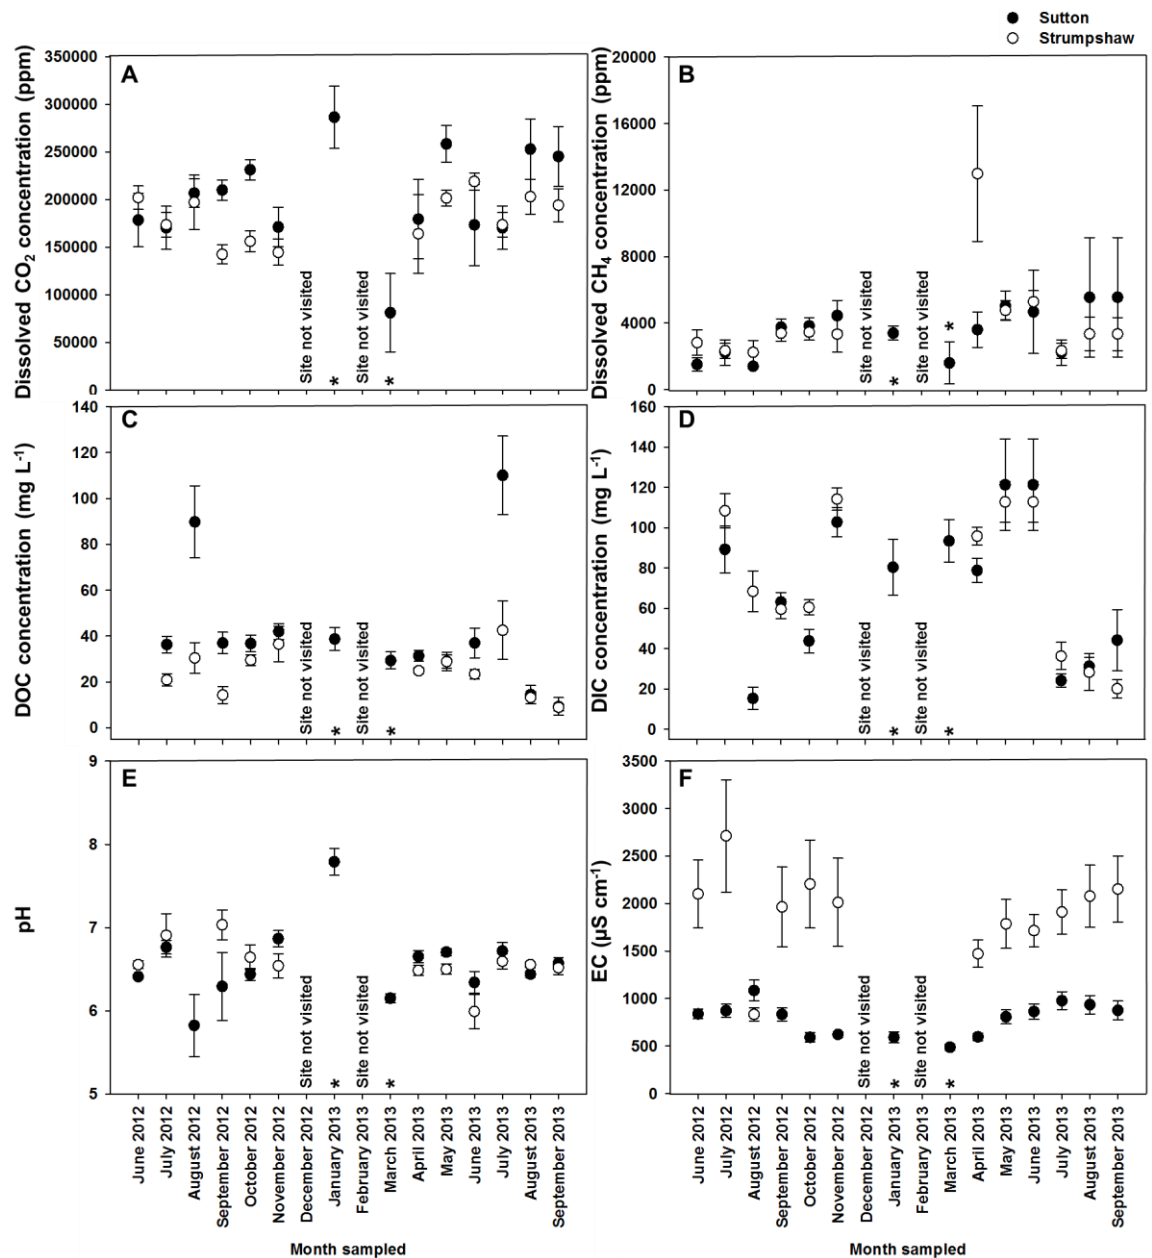 Sutton
Strumpshaw
A
Dissolved CO2 concentration (ppm)
350000
300000
250000
200000
150000
100000
50000
0
Site not visited
*
Site not visited
*
B
Dissolved CH4 concentration (ppm)
20000
16000
12000
8000
4000
0
Site not visited
*
Site not visited
*
C
DOC concentration (mg L-1)
140
120
100
80
60
40
20
0
Site not visited
*
Site not visited
*
D
DIC concentration (mg L-1)
160
140
120
100
80
60
40
20
0
Site not visited
*
Site not visited
*
E
pH
9
8
7
6
5
Site not visited
*
Site not visited
*
June 2012
July 2012
August 2012
September 2012
October 2012
November 2012
December 2012
January 2013
February 2013
March 2013
April 2013
May 2013
June 2013
July 2013
August 2013
September 2013
Month sampled
F
EC (µS cm-1)
3500
3000
2500
2000
1500
1000
500
0
Site not visited
*
Site not visited
*
June 2012
July 2012
August 2012
September 2012
October 2012
November 2012
December 2012
January 2013
February 2013
March 2013
April 2013
May 2013
June 2013
July 2013
August 2013
September 2013
Month sampled